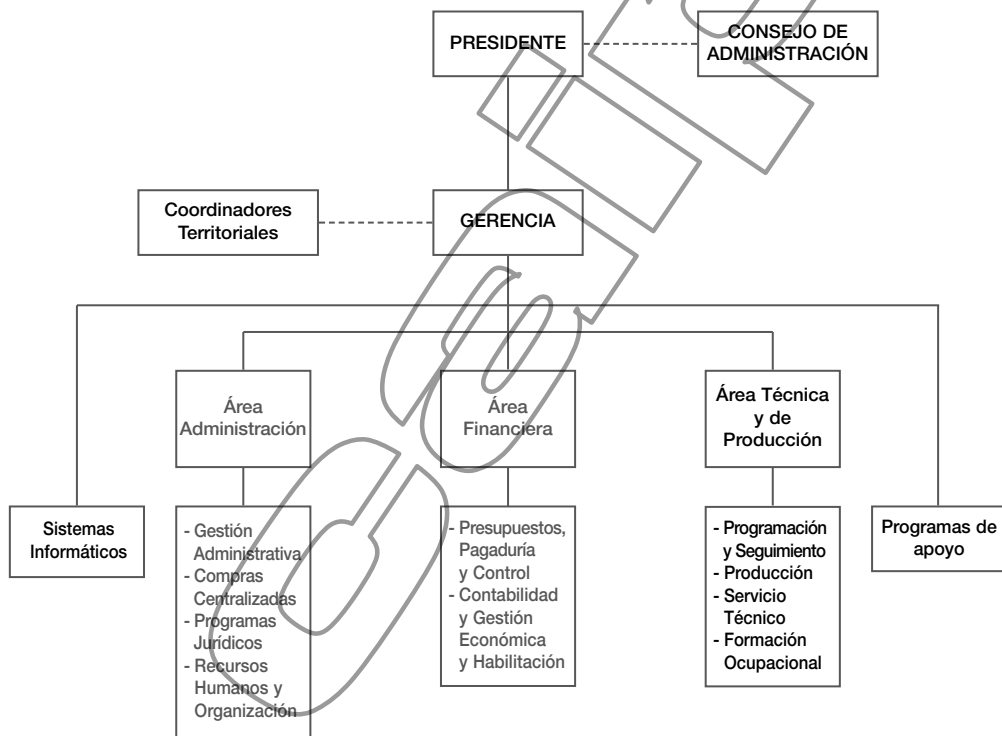 PRESIDENTE
CONSEJO DE
ADMINISTRACIÓN
Coordinadores
Territoriales
GERENCIA
Área
Administración
Área
Financiera
Área Técnica
y de
Producción
Sistemas
Informáticos
- Gestión
Administrativa
- Compras
Centralizadas
- Programas
Jurídicos
- Recursos
Humanos y
Organización
- Presupuestos,
Pagaduría
y Control
- Contabilidad
y Gestión
Económica
y Habilitación
- Programación
y Seguimiento
- Producción
- Servicio
Técnico
- Formación
Ocupacional
Programas de
apoyo